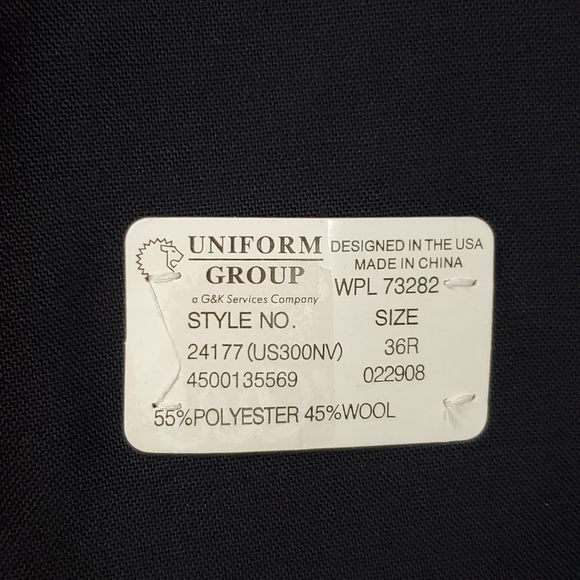 UNIFORM
GROUP
a G&K Services Company
DESIGNED IN THE USA
MADE IN CHINA
WPL 73282
STYLE NO.
SIZE
24177 (US300NV)
36R
4500135569
022908
55%POLYESTER 45%WOOL